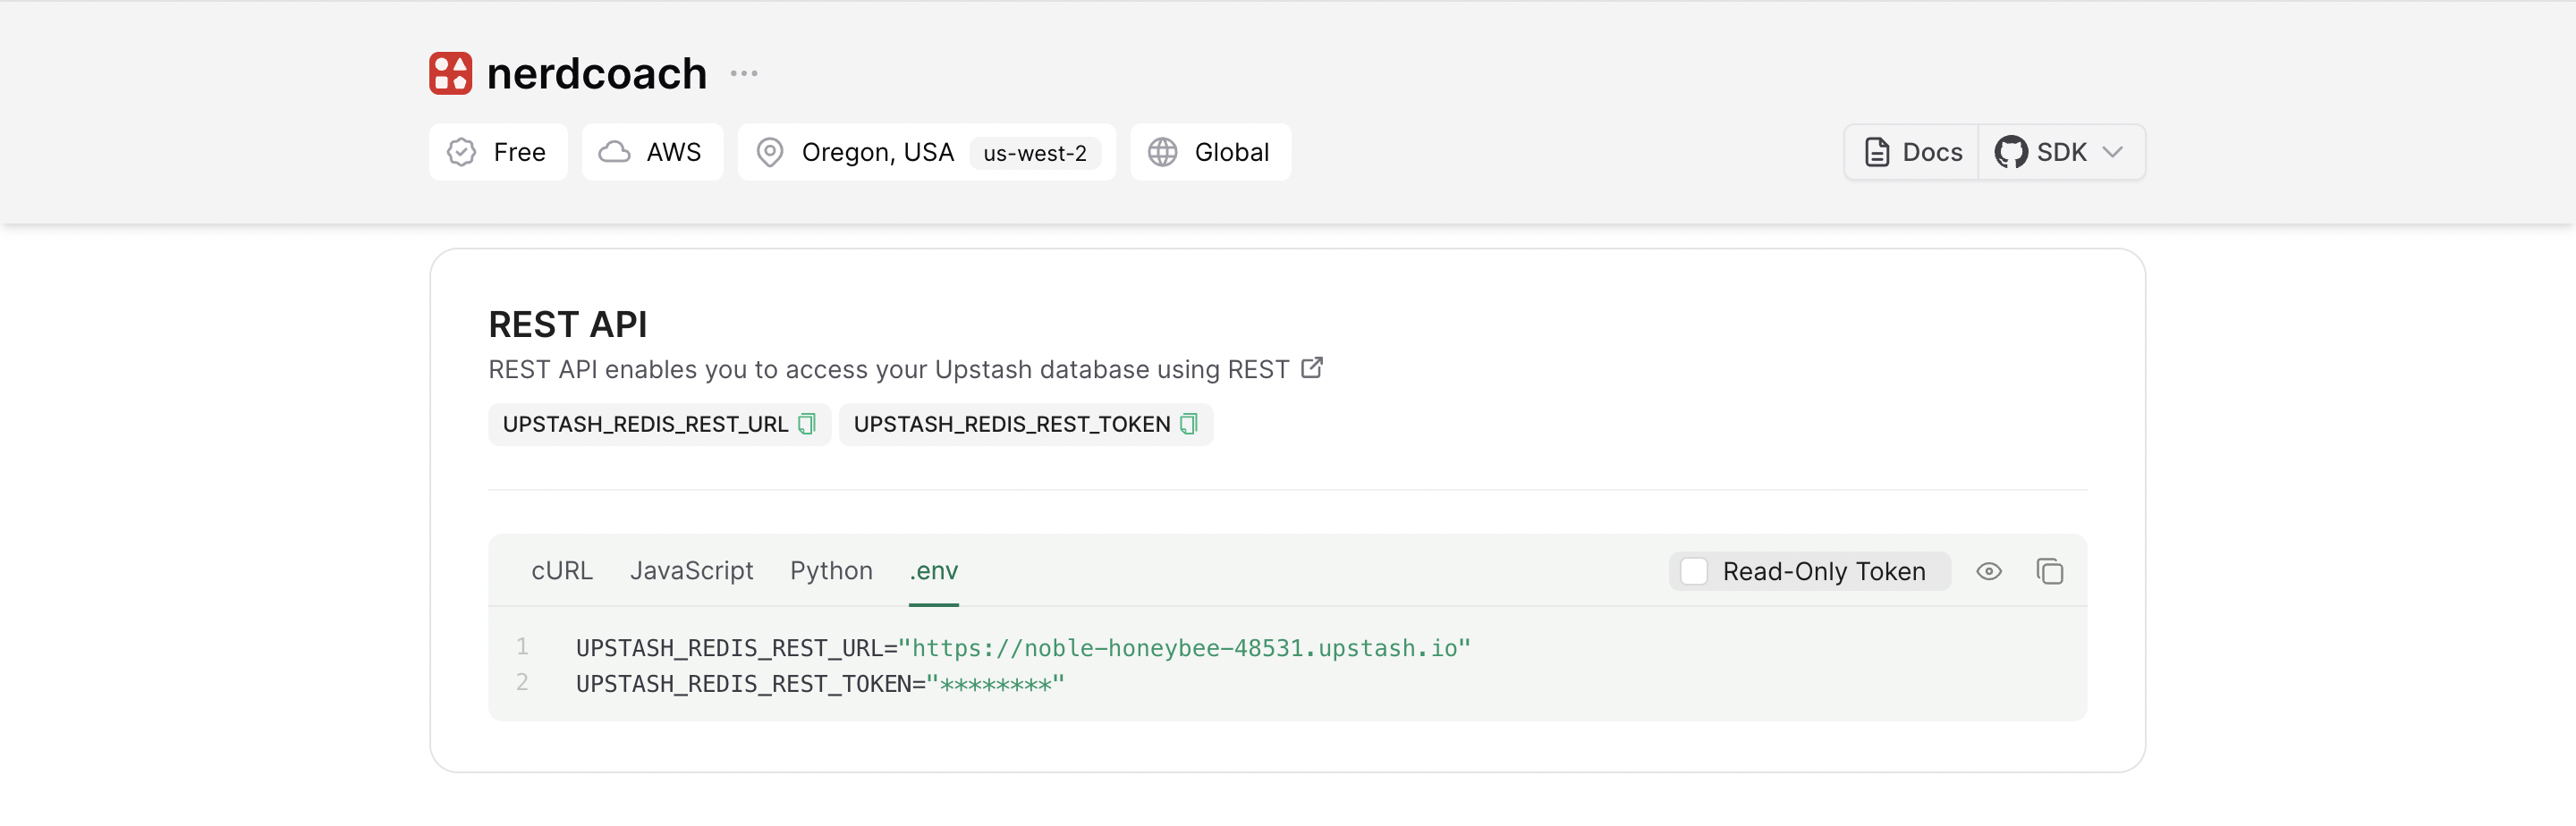 nerdcoach
Free AWS Oregon, USA us-west-2 Global Docs SDK
REST API
REST API enables you to access your Upstash database using REST
UPSTASH_REDIS_REST_URL UPSTASH_REDIS_REST_TOKEN
cURL JavaScript Python .env Read-Only Token
1 UPSTASH_REDIS_REST_URL="https://noble-honeybee-48531.upstash.io"
2 UPSTASH_REDIS_REST_TOKEN="********"